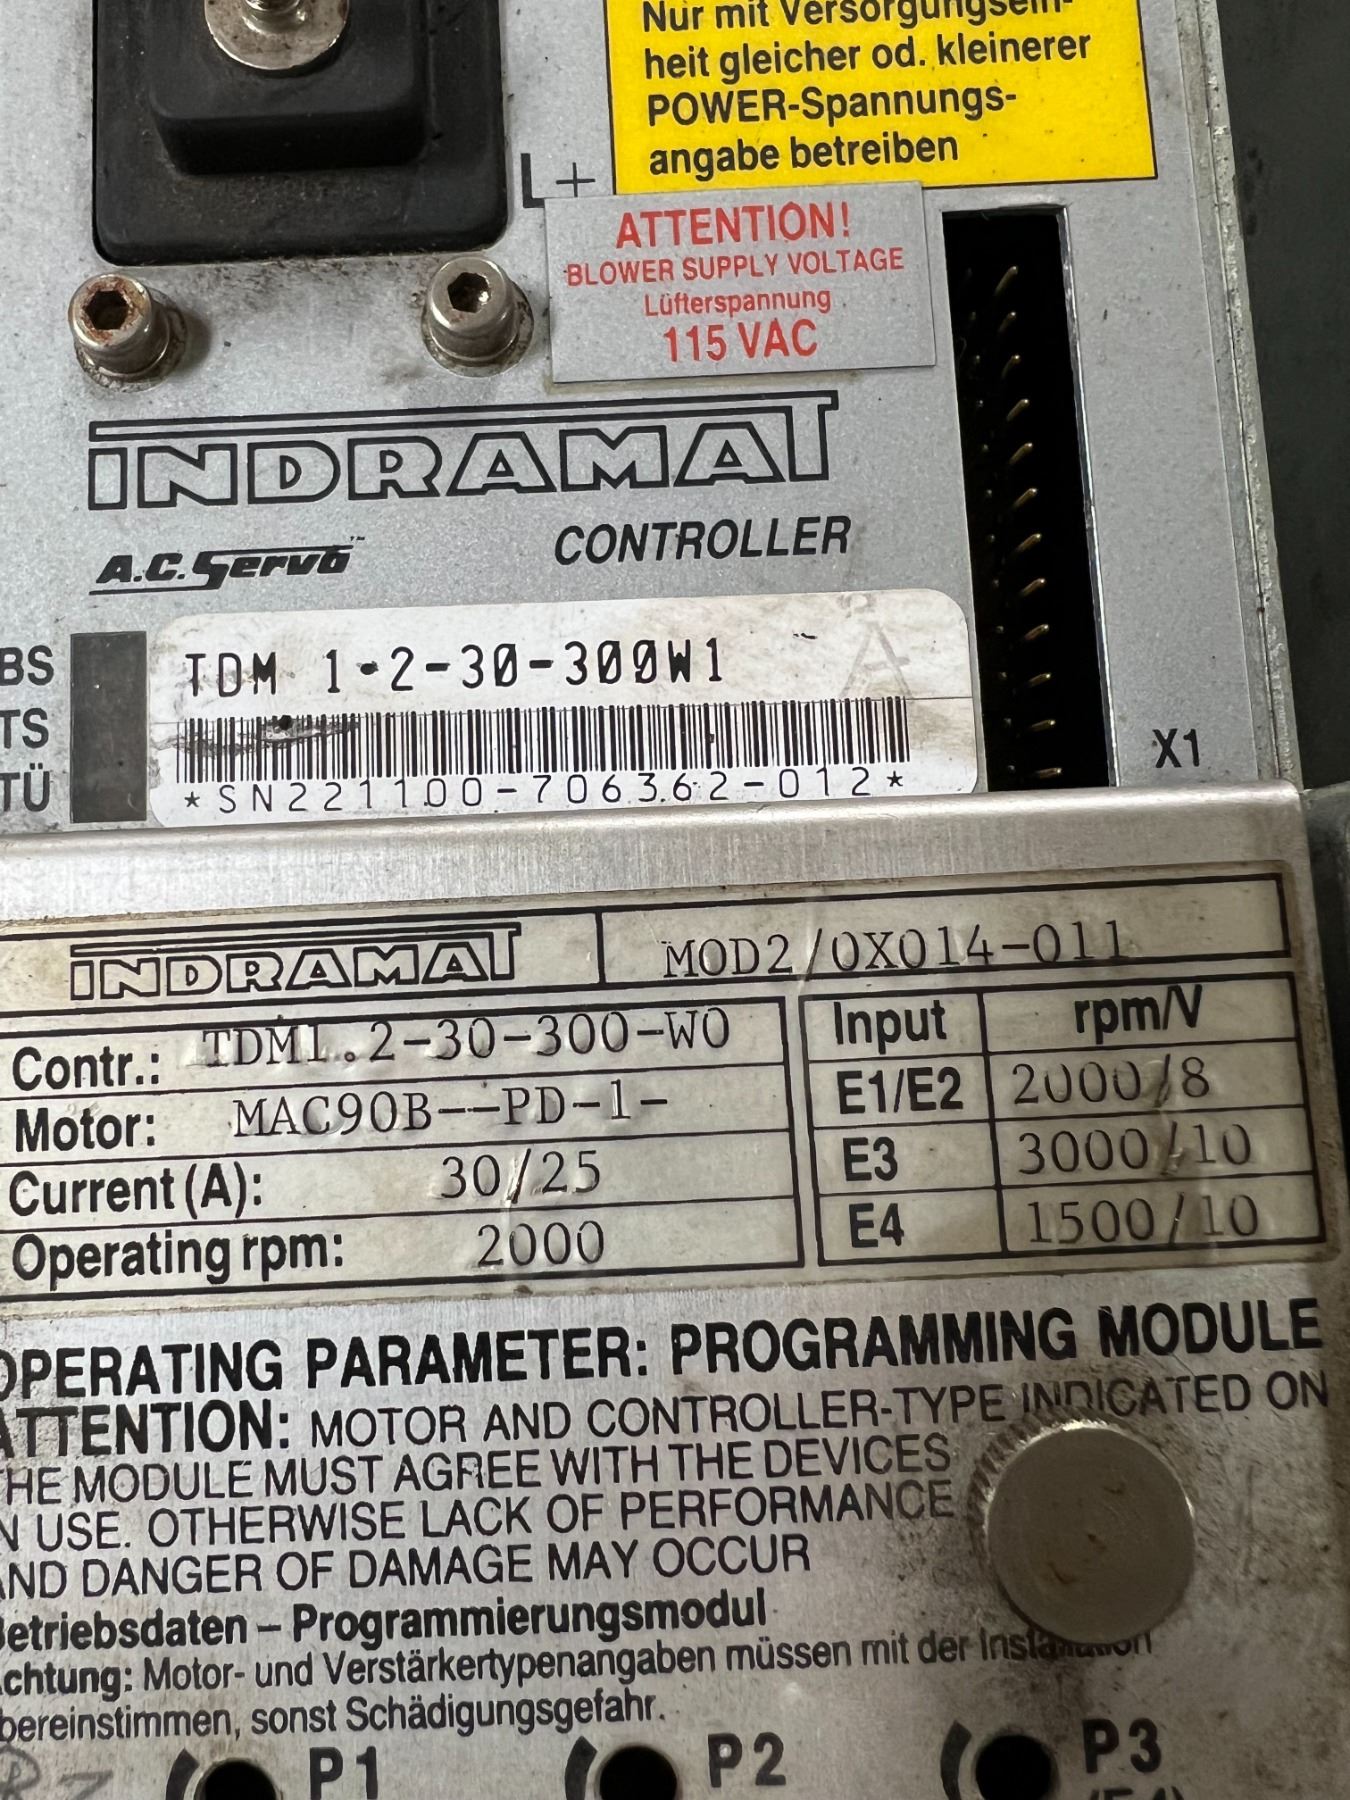 Nur mit Versorgungsein-
heit gleicher od. kleinerer
POWER-Spannungs-
angabe betreiben
L+
ATTENTION!
BLOWER SUPPLY VOLTAGE
Lüfterspannung
115 VAC
INDRAMAT
A.C. Servo™ CONTROLLER
BS
TS
TÜ
TDM 1·2-30-300W1
A
*SN221100-706362-012*
X1
INDRAMAT MOD2/0X014-011
Contr.: TDM1.2-30-300-W0
Motor: MAC90B--PD-1-
Current (A): 30/25
Operating rpm: 2000
Input rpm/V
E1/E2 2000/8
E3 3000/10
E4 1500/10
OPERATING PARAMETER: PROGRAMMING MODULE
ATTENTION: MOTOR AND CONTROLLER-TYPE INDICATED ON
THE MODULE MUST AGREE WITH THE DEVICES
IN USE. OTHERWISE LACK OF PERFORMANCE
AND DANGER OF DAMAGE MAY OCCUR
Betriebsdaten – Programmierungsmodul
Achtung: Motor- und Verstärkertypenangaben müssen mit der Installation
übereinstimmen, sonst Schädigungsgefahr.
P1 P2 P3